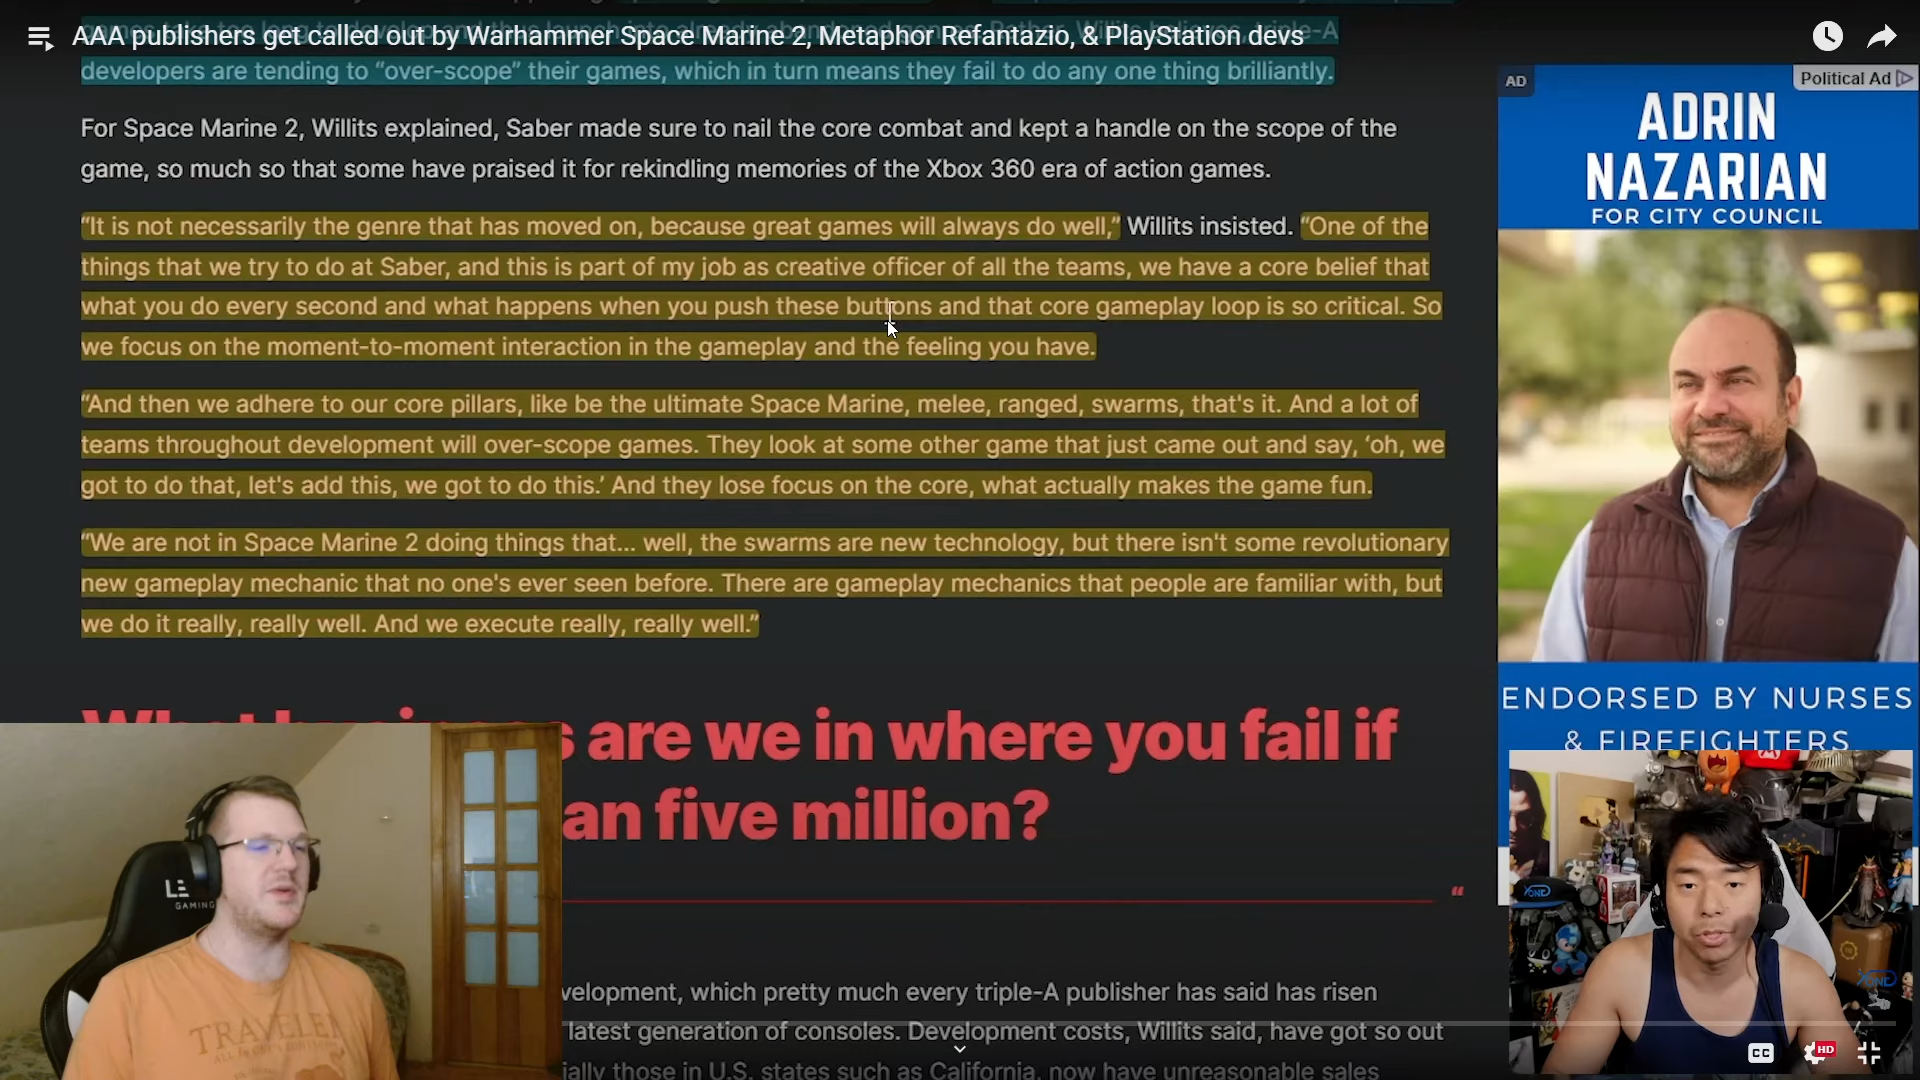 AAA publishers get called out by Warhammer Space Marine 2, Metaphor Refantazio, & PlayStation devs
developers are tending to “over-scope” their games, which in turn means they fail to do any one thing brilliantly.
For Space Marine 2, Willits explained, Saber made sure to nail the core combat and kept a handle on the scope of the
game, so much so that some have praised it for rekindling memories of the Xbox 360 era of action games.
“It is not necessarily the genre that has moved on, because great games will always do well,” Willits insisted. “One of the
things that we try to do at Saber, and this is part of my job as creative officer of all the teams, we have a core belief that
what you do every second and what happens when you push these buttons and that core gameplay loop is so critical. So
we focus on the moment-to-moment interaction in the gameplay and the feeling you have.
“And then we adhere to our core pillars, like be the ultimate Space Marine, melee, ranged, swarms, that's it. And a lot of
teams throughout development will over-scope games. They look at some other game that just came out and say, ‘oh, we
got to do that, let's add this, we got to do this.’ And they lose focus on the core, what actually makes the game fun.
“We are not in Space Marine 2 doing things that... well, the swarms are new technology, but there isn't some revolutionary
new gameplay mechanic that no one's ever seen before. There are gameplay mechanics that people are familiar with, but
we do it really, really well. And we execute really, really well.”
are we in where you fail if
an five million?
“
velopment, which pretty much every triple-A publisher has said has risen
latest generation of consoles. Development costs, Willits said, have got so out
ially those in U.S. states such as California, now have unreasonable sales
AD
Political Ad
ADRIN
NAZARIAN
FOR CITY COUNCIL
ENDORSED BY NURSES
& FIREFIGHTERS
GAMING
TRAVELER
YONG
CC
HD